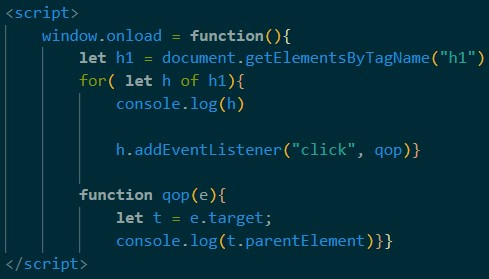 <script>
window.onload = function(){
let h1 = document.getElementsByTagName("h1")
for( let h of h1){
console.log(h)
h.addEventListener("click", qop)}
function qop(e){
let t = e.target;
console.log(t.parentElement)}}
</script>